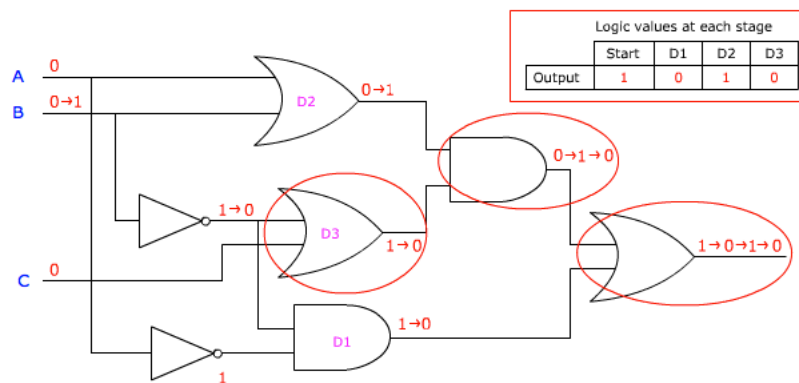 Logic values at each stage
Start D1 D2 D3
Output 1 0 1 0
A 0
B 0→1
D2
0→1
0→1→0
1→0
D3
1→0
1→0→1→0
C 0
D1
1→0
1